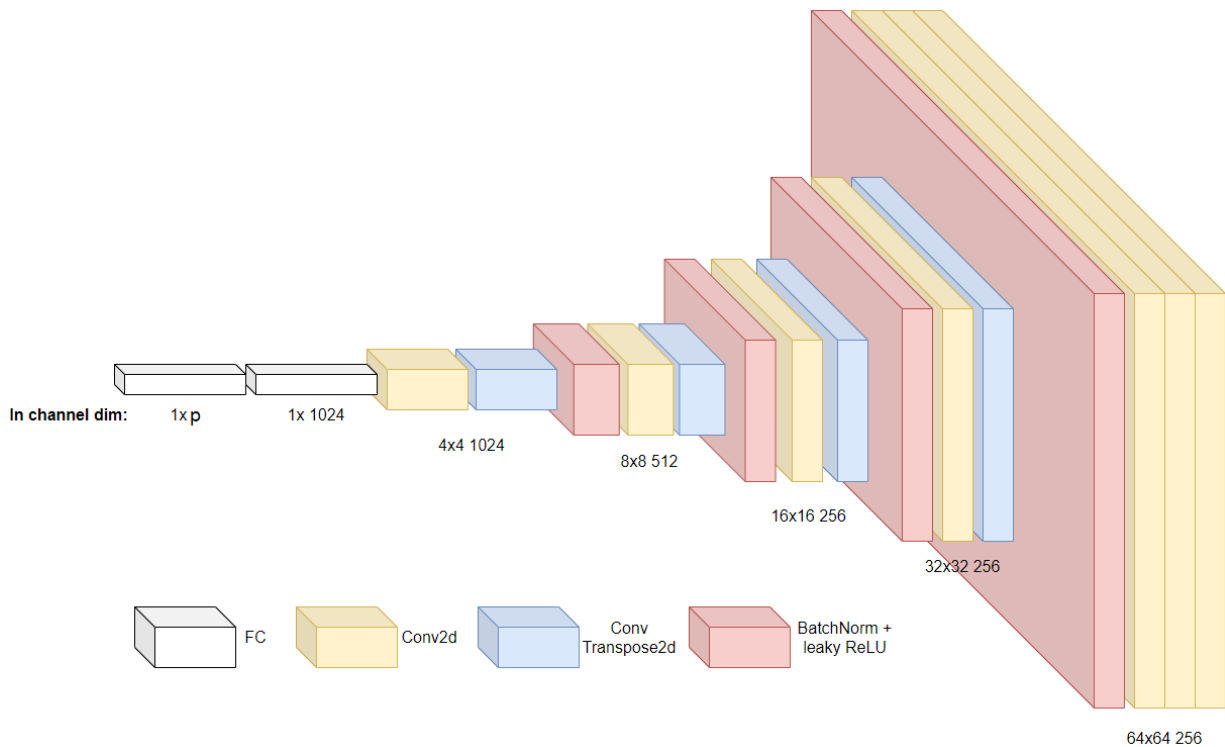 In channel dim:
1x p
1x 1024
4x4 1024
8x8 512
16x16 256
32x32 256
64x64 256
FC
Conv2d
Conv
Transpose2d
BatchNorm +
leaky ReLU